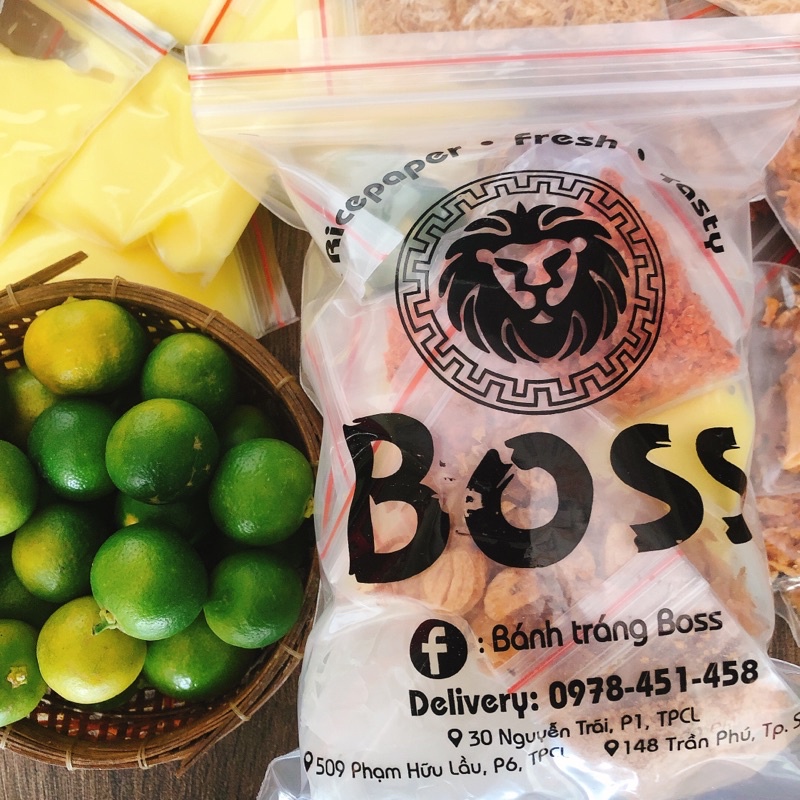 Ricepaper • fresh • Tasty
BOSS
f : Bánh tráng Boss
Delivery: 0978-451-458
30 Nguyễn Trãi, P1, TPCL
509 Phạm Hữu Lầu, P6, TPCL
148 Trần Phú, Tp. S